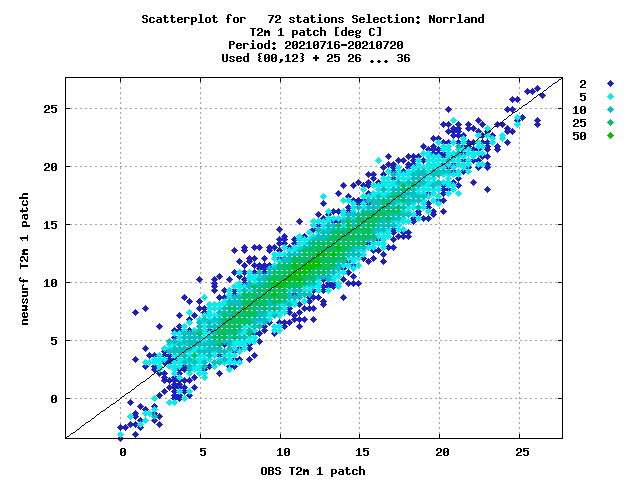 Scatterplot for   72 stations Selection: Norrland
T2m 1 patch [deg C]
Period: 20210716-20210720
Used {00,12} + 25 26 ... 36
2
5
10
25
50
25
20
15
10
5
0
newsurf T2m 1 patch
0 5 10 15 20 25
OBS T2m 1 patch